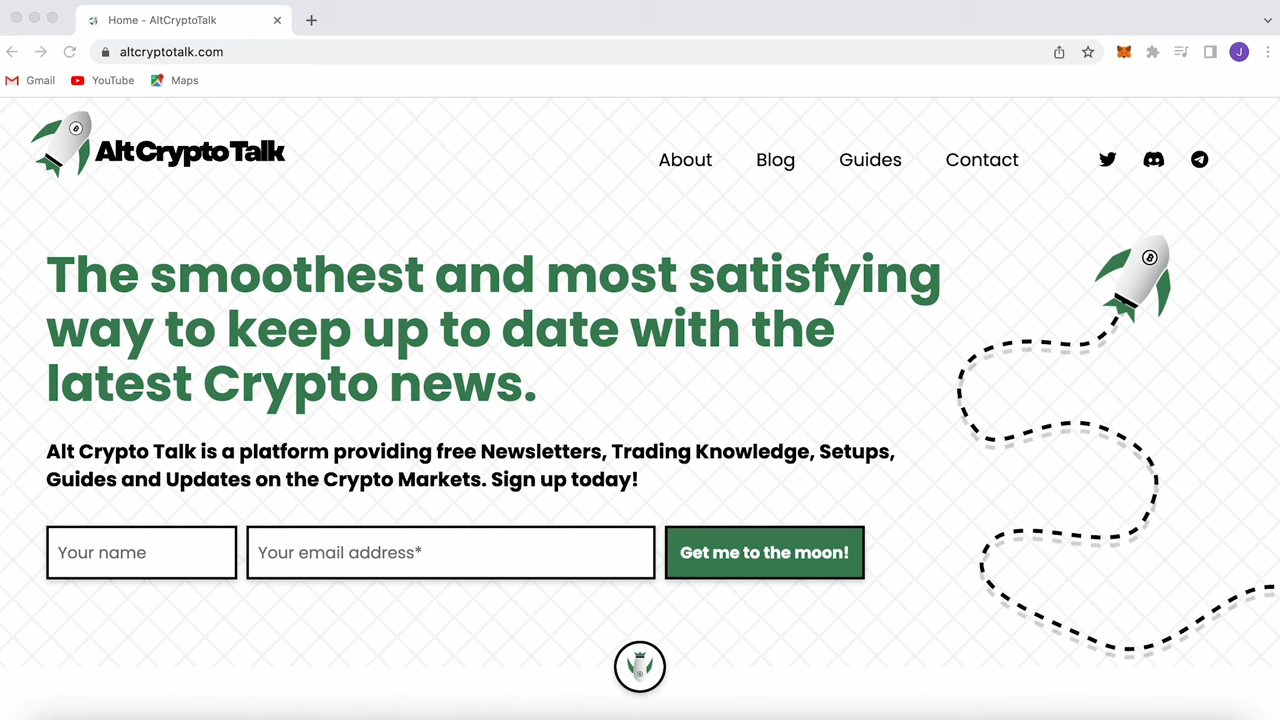 Home - AltCryptoTalk
altcryptotalk.com
J
Gmail
YouTube
Maps
Alt Crypto Talk
About
Blog
Guides
Contact
The smoothest and most satisfying
way to keep up to date with the
latest Crypto news.
Alt Crypto Talk is a platform providing free Newsletters, Trading Knowledge, Setups,
Guides and Updates on the Crypto Markets. Sign up today!
Your name
Your email address*
Get me to the moon!